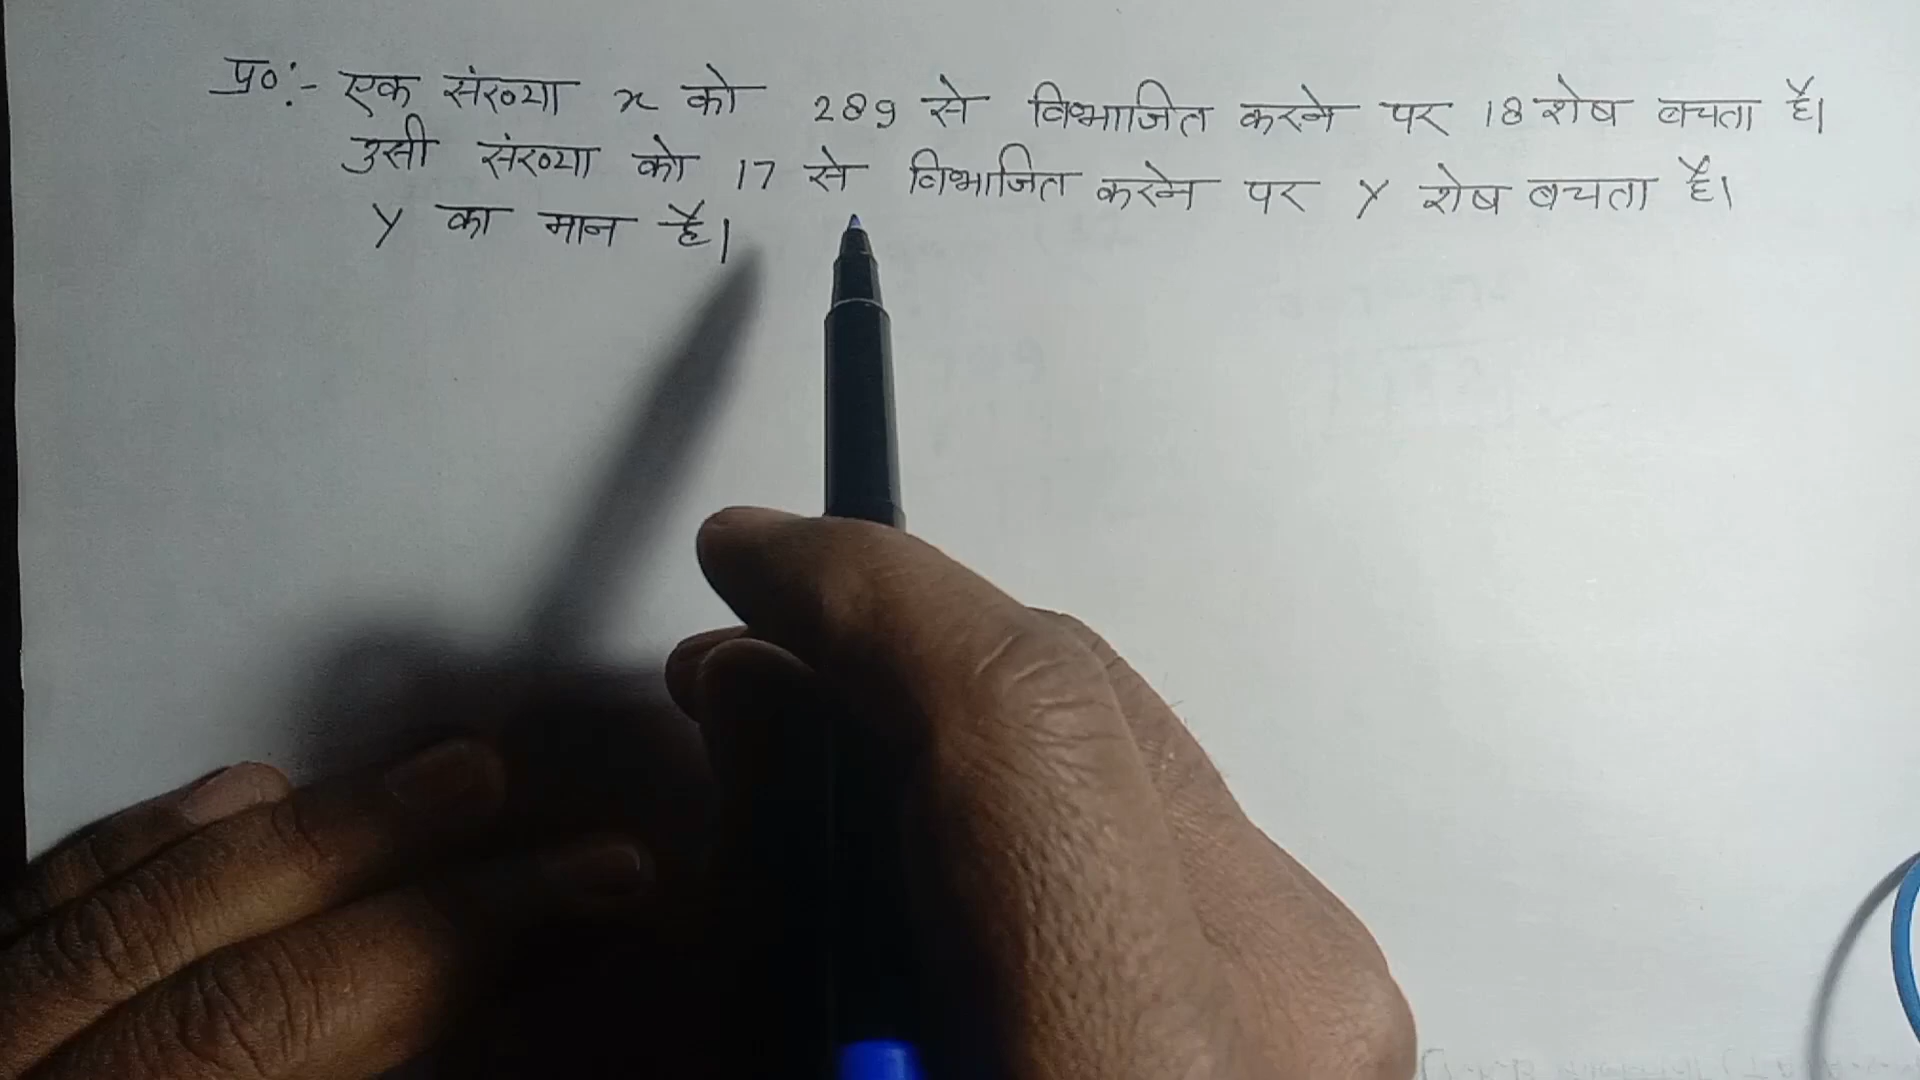 प्र०:- एक संख्या x को 289 से विभाजित करने पर 18 शेष बचता है।
उसी संख्या को 17 से विभाजित करने पर y शेष बचता है।
y का मान है।